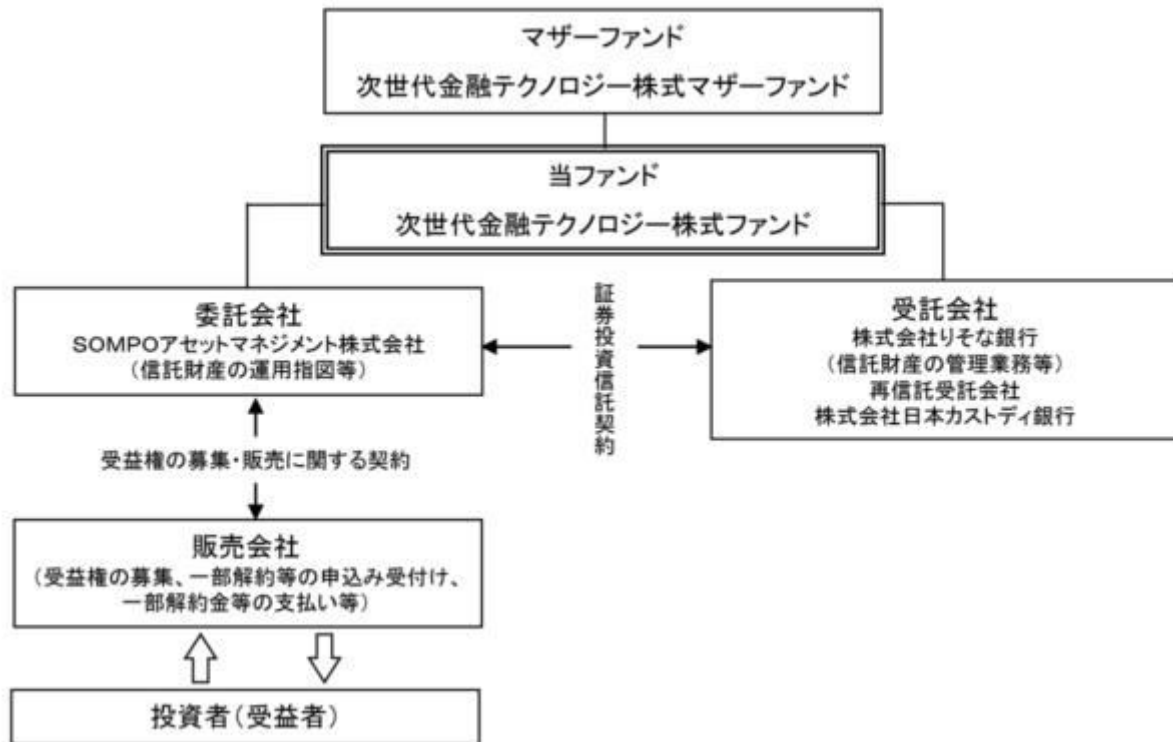 マザーファンド
次世代金融テクノロジー株式マザーファンド
当ファンド
次世代金融テクノロジー株式ファンド
委託会社
SOMPOアセットマネジメント株式会社
(信託財産の運用指図等)
証券投資信託契約
受託会社
株式会社りそな銀行
(信託財産の管理業務等)
再信託受託会社
株式会社日本カストディ銀行
受益権の募集・販売に関する契約
販売会社
(受益権の募集、一部解約等の申込み受付け、
一部解約金等の支払い等)
投資者(受益者)